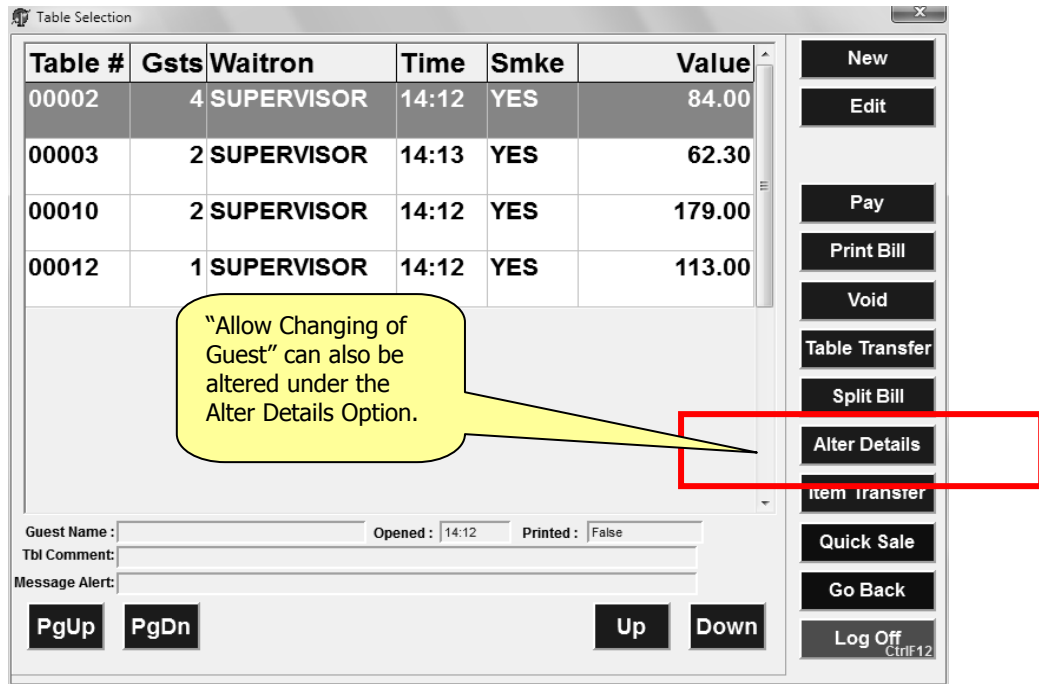 Table Selection
x
Table # Gsts Waitron Time Smke Value
00002 4 SUPERVISOR 14:12 YES 84.00
00003 2 SUPERVISOR 14:13 YES 62.30
00010 2 SUPERVISOR 14:12 YES 179.00
00012 1 SUPERVISOR 14:12 YES 113.00
“Allow Changing of
Guest” can also be
altered under the
Alter Details Option.
Guest Name : Opened : 14:12 Printed : False
Tbl Comment:
Message Alert:
PgUp PgDn Up Down
New
Edit
Pay
Print Bill
Void
Table Transfer
Split Bill
Alter Details
Item Transfer
Quick Sale
Go Back
Log Off
CtrlF12